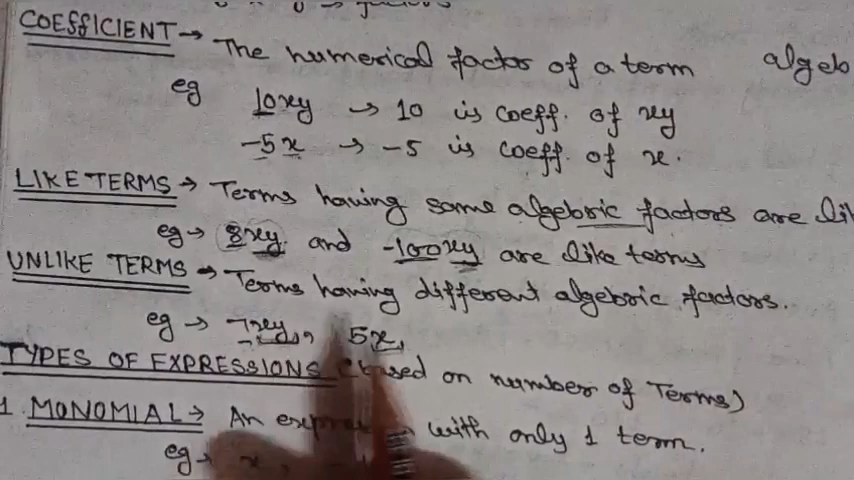 COEFFICIENT → The numerical factor of a term algeb
eg 10xy → 10 is coeff. of xy
-5x → -5 is coeff. of x.
LIKE TERMS → Terms having same algebric factors are lik
eg → 8xy and -100xy are like terms
UNLIKE TERMS → Terms having different algebric factors.
eg → 7xy, 5x,
TYPES OF EXPRESSIONS (based on number of Terms)
1 MONOMIAL → An with only 1 term.
eg → x,